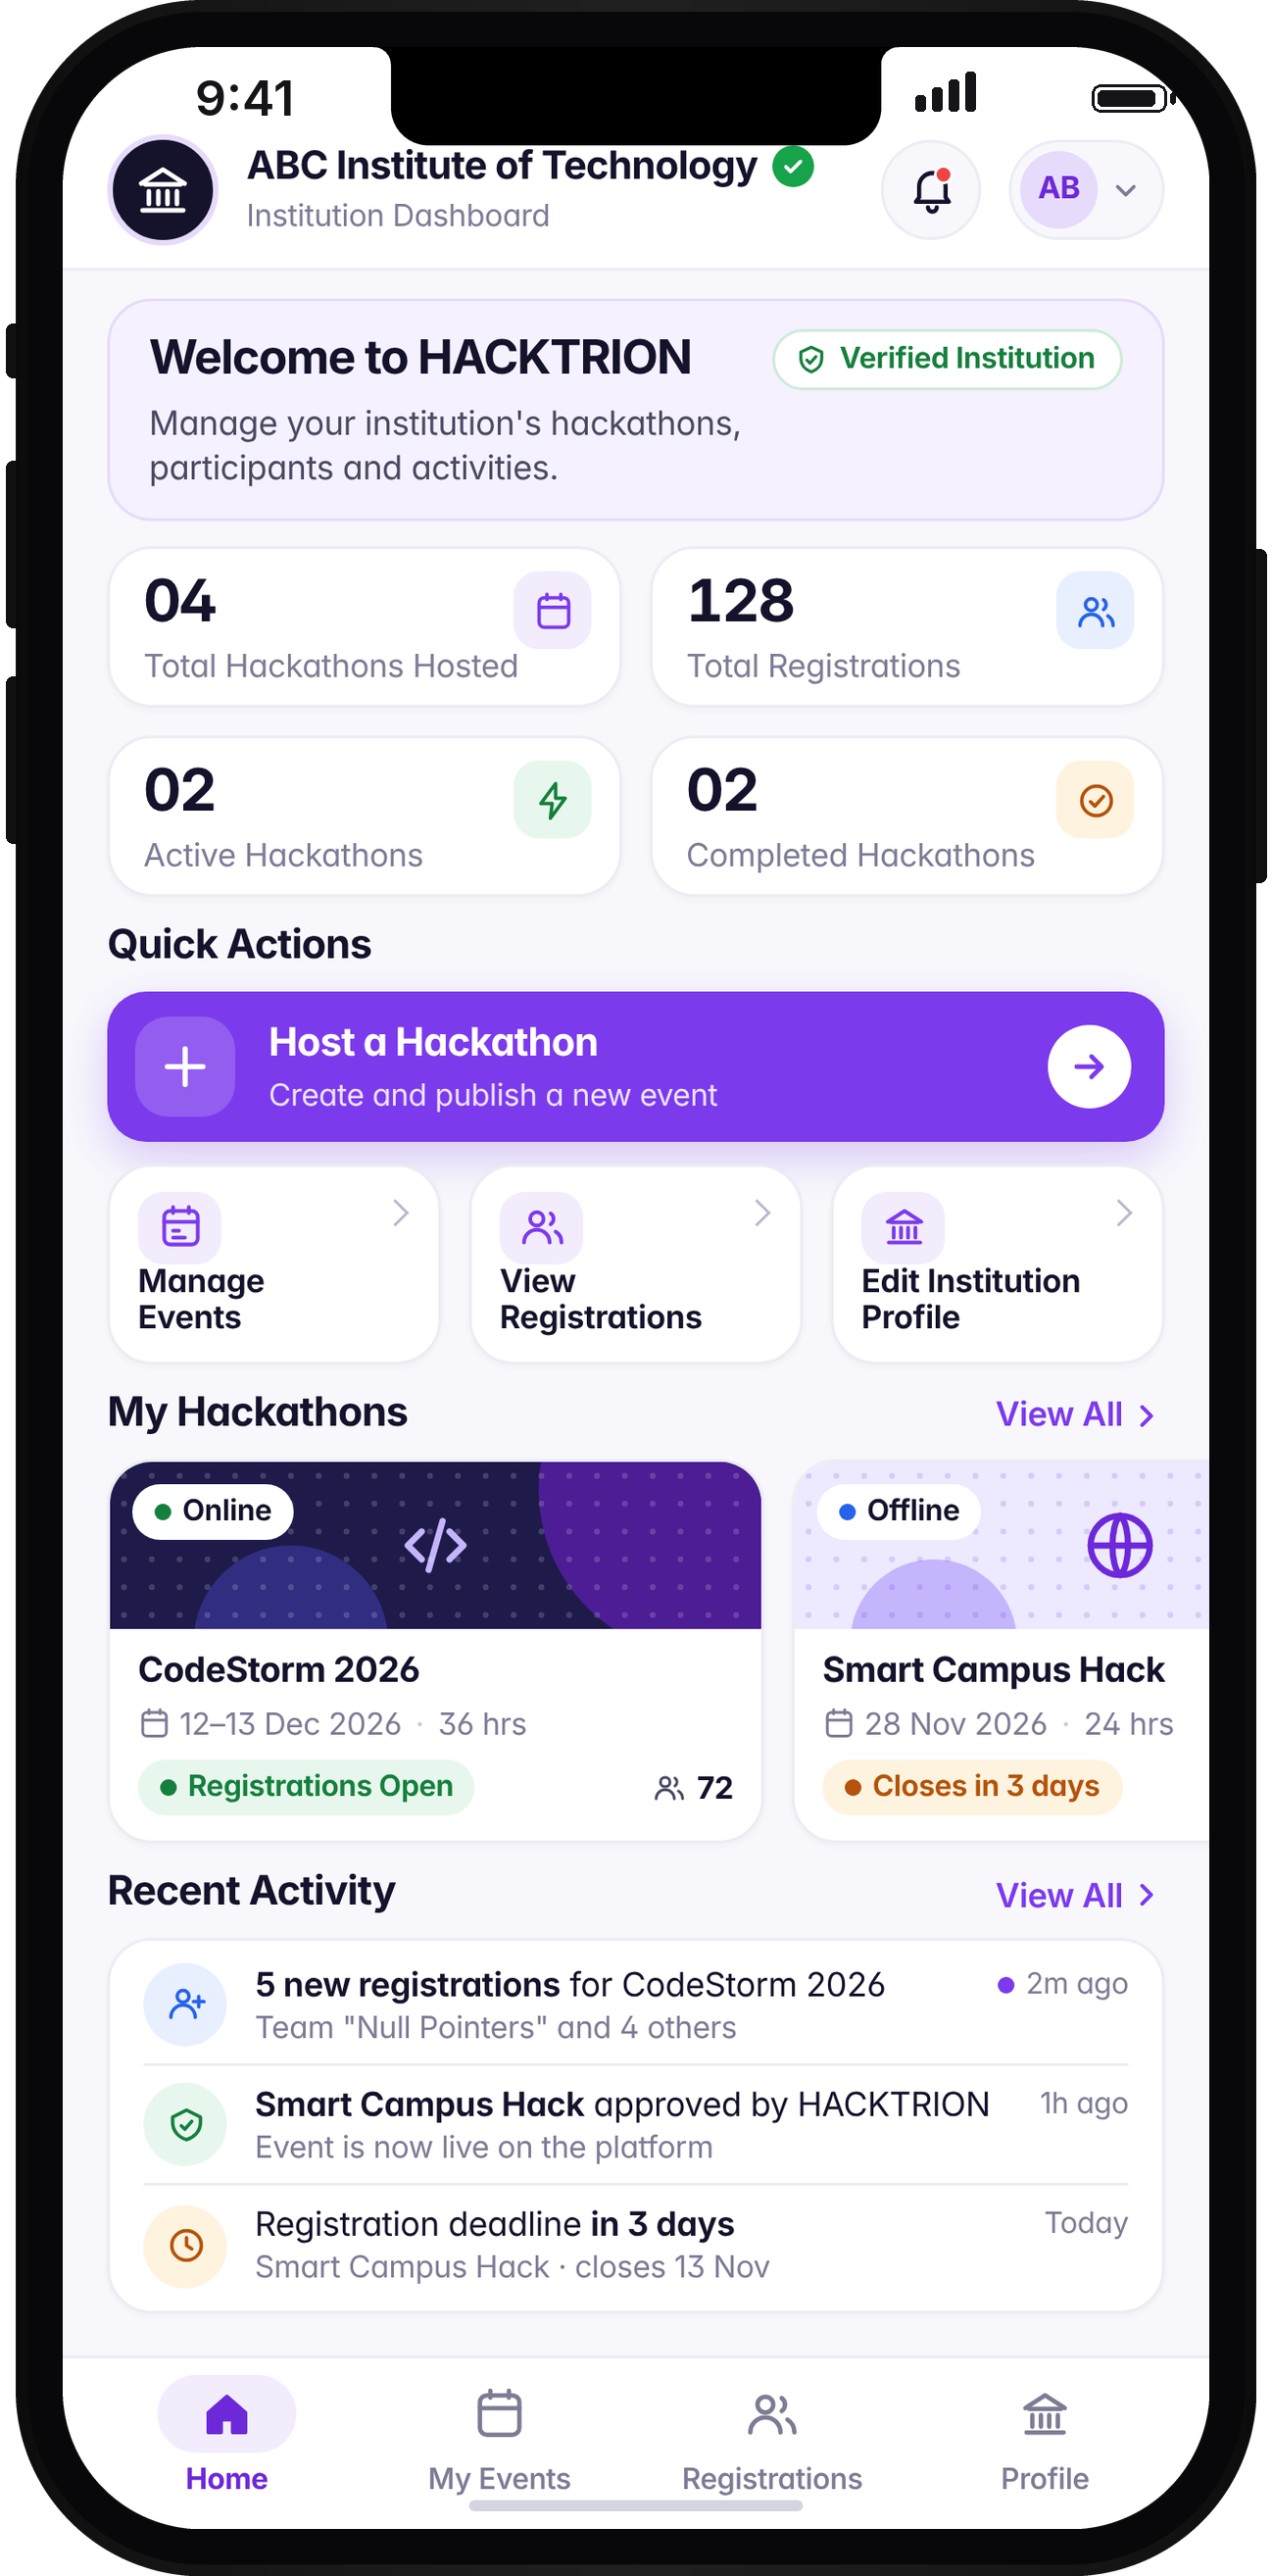 9:41
ABC Institute of Technology
Institution Dashboard
AB
Welcome to HACKTRION
Verified Institution
Manage your institution's hackathons,
participants and activities.
04
Total Hackathons Hosted
128
Total Registrations
02
Active Hackathons
02
Completed Hackathons
Quick Actions
Host a Hackathon
Create and publish a new event
Manage
Events
View
Registrations
Edit Institution
Profile
My Hackathons
View All
Online
CodeStorm 2026
12–13 Dec 2026 · 36 hrs
Registrations Open
72
Offline
Smart Campus Hack
28 Nov 2026 · 24 hrs
Closes in 3 days
Recent Activity
View All
5 new registrations for CodeStorm 2026
2m ago
Team "Null Pointers" and 4 others
Smart Campus Hack approved by HACKTRION
1h ago
Event is now live on the platform
Registration deadline in 3 days
Today
Smart Campus Hack · closes 13 Nov
Home
My Events
Registrations
Profile